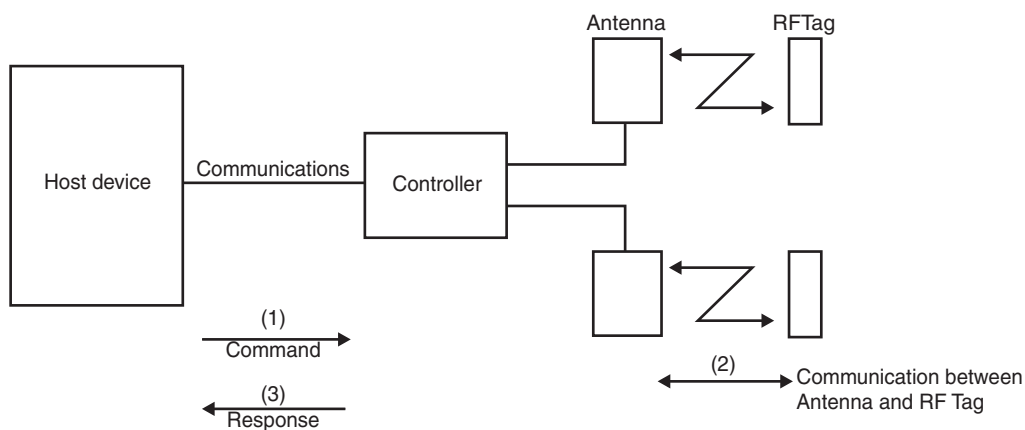 Antenna
RFTag
Host device
Communications
Controller
(1)
Command
(2)
Communication between
Antenna and RF Tag
(3)
Response